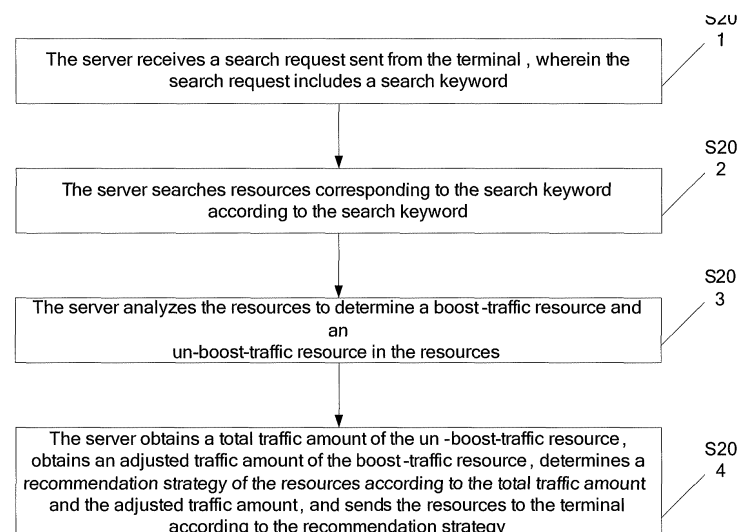 S20
1
The server receives a search request sent from the terminal , wherein the
search request includes a search keyword
S20
2
The server searches resources corresponding to the search keyword
according to the search keyword
S20
3
The server analyzes the resources to determine a boost -traffic resource and
an
un-boost-traffic resource in the resources
S20
4
The server obtains a total traffic amount of the un -boost-traffic resource ,
obtains an adjusted traffic amount of the boost -traffic resource , determines a
recommendation strategy of the resources according to the total traffic amount
and the adjusted traffic amount , and sends the resources to the terminal
according to the recommendation strategy